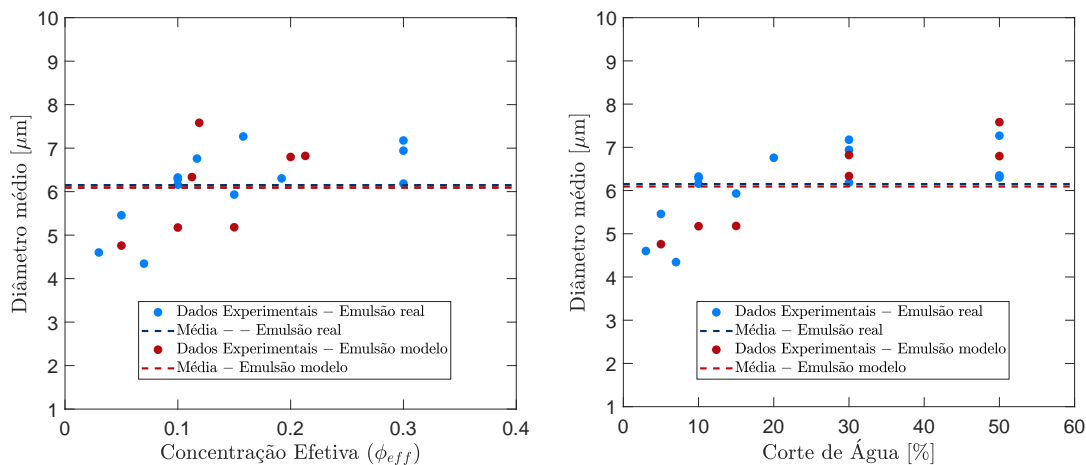 10
9
8
7
6
5
4
3
2
1
Diâmetro médio [μm]
Dados Experimentais − Emulsão real
Média − − Emulsão real
Dados Experimentais − Emulsão modelo
Média − Emulsão modelo
0 0.1 0.2 0.3 0.4
Concentração Efetiva (ϕeff)
10
9
8
7
6
5
4
3
2
1
Diâmetro médio [μm]
Dados Experimentais − Emulsão real
Média − Emulsão real
Dados Experimentais − Emulsão modelo
Média − Emulsão modelo
0 10 20 30 40 50 60
Corte de Água [%]